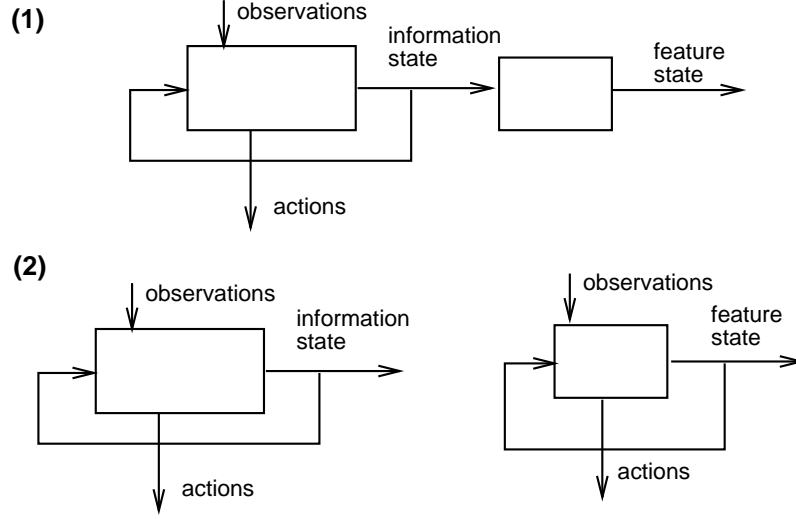 (1)
observations
information
state
feature
state
actions
(2)
observations
information
state
actions
observations
feature
state
actions